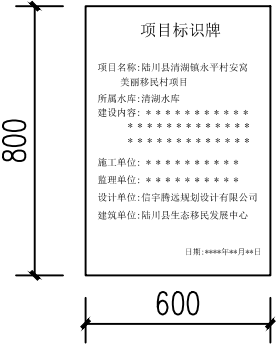 项目标识牌
项目名称:陆川县清湖镇永平村安窝
美丽移民村项目
所属水库:清湖水库
建设内容:***********
***********
***********
施工单位:**********
监理单位:**********
设计单位:信宇腾远规划设计有限公司
建筑单位:陆川县生态移民发展中心
日期:****年**月**日
800
600